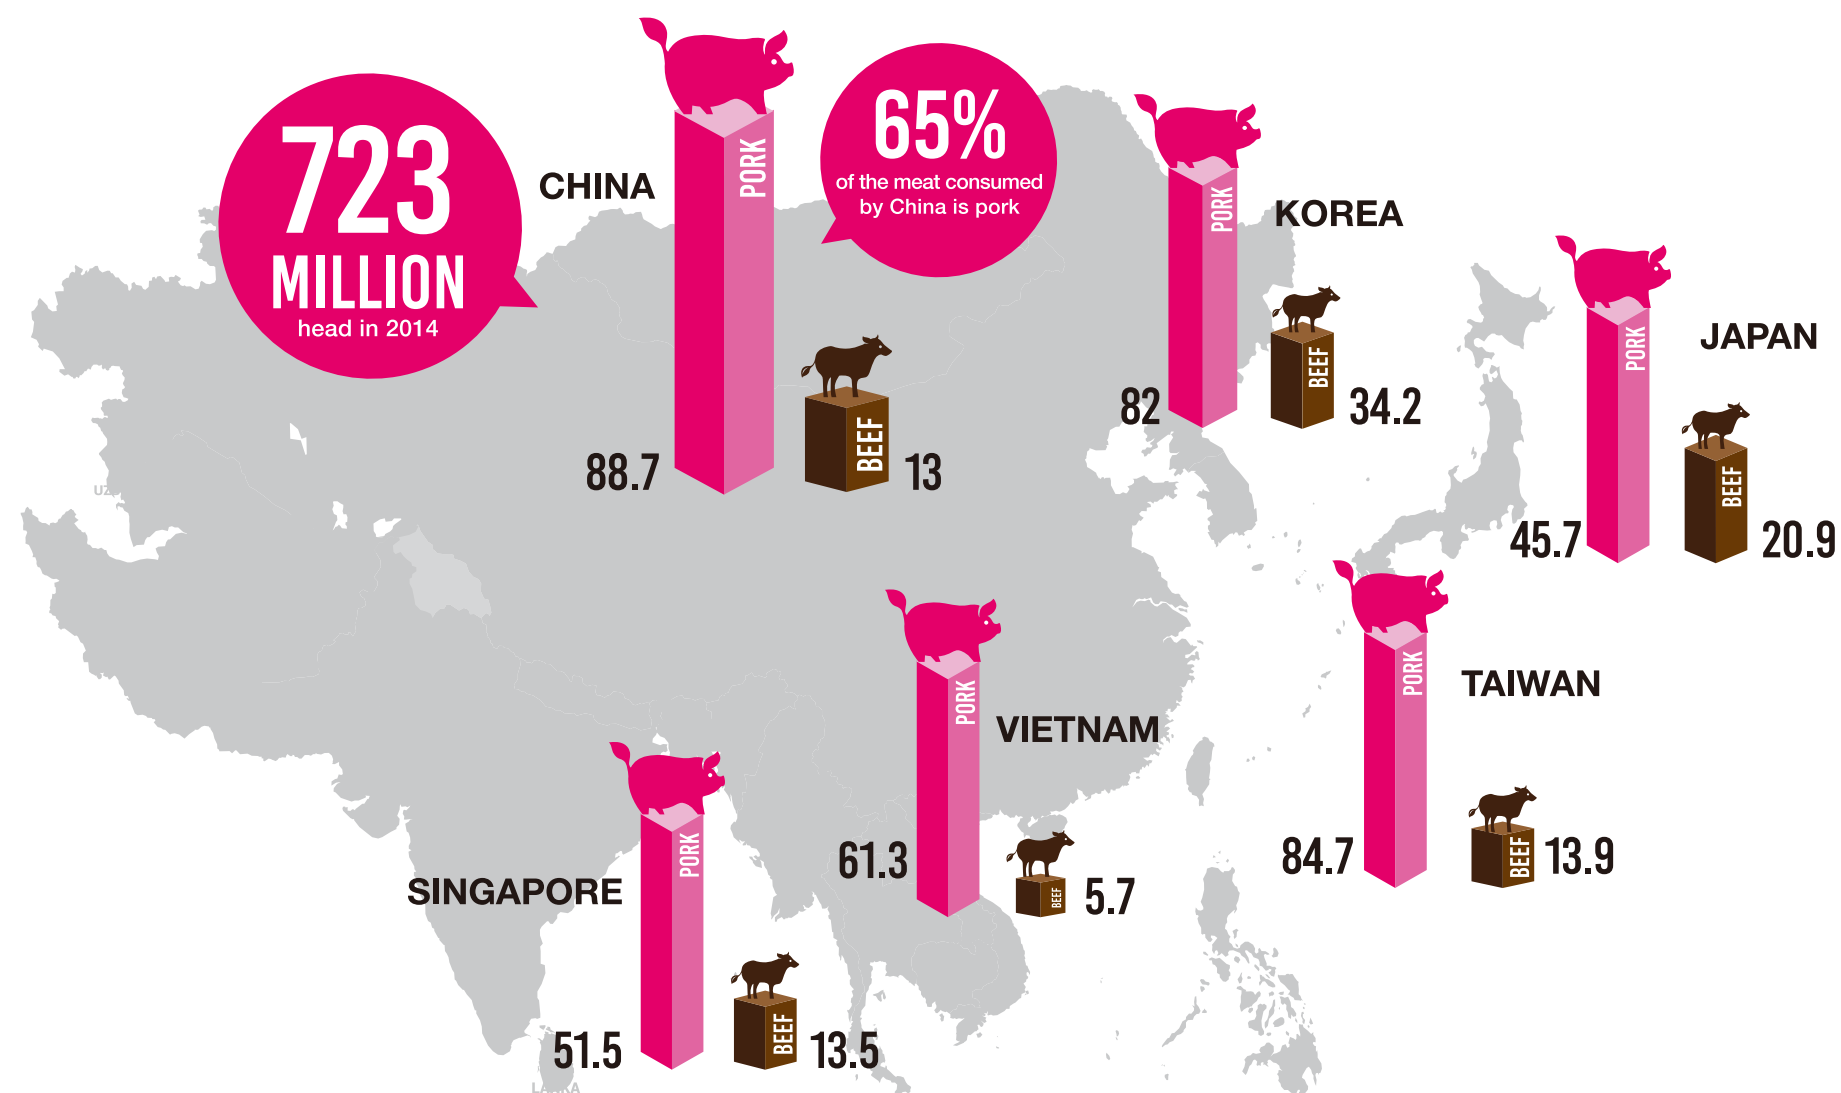 723
MILLION
head in 2014
CHINA
PORK
88.7
BEEF
13
65%
of the meat consumed
by China is pork
KOREA
PORK
82
BEEF
34.2
JAPAN
PORK
45.7
BEEF
20.9
TAIWAN
PORK
84.7
BEEF
13.9
VIETNAM
PORK
61.3
BEEF
5.7
SINGAPORE
PORK
51.5
BEEF
13.5